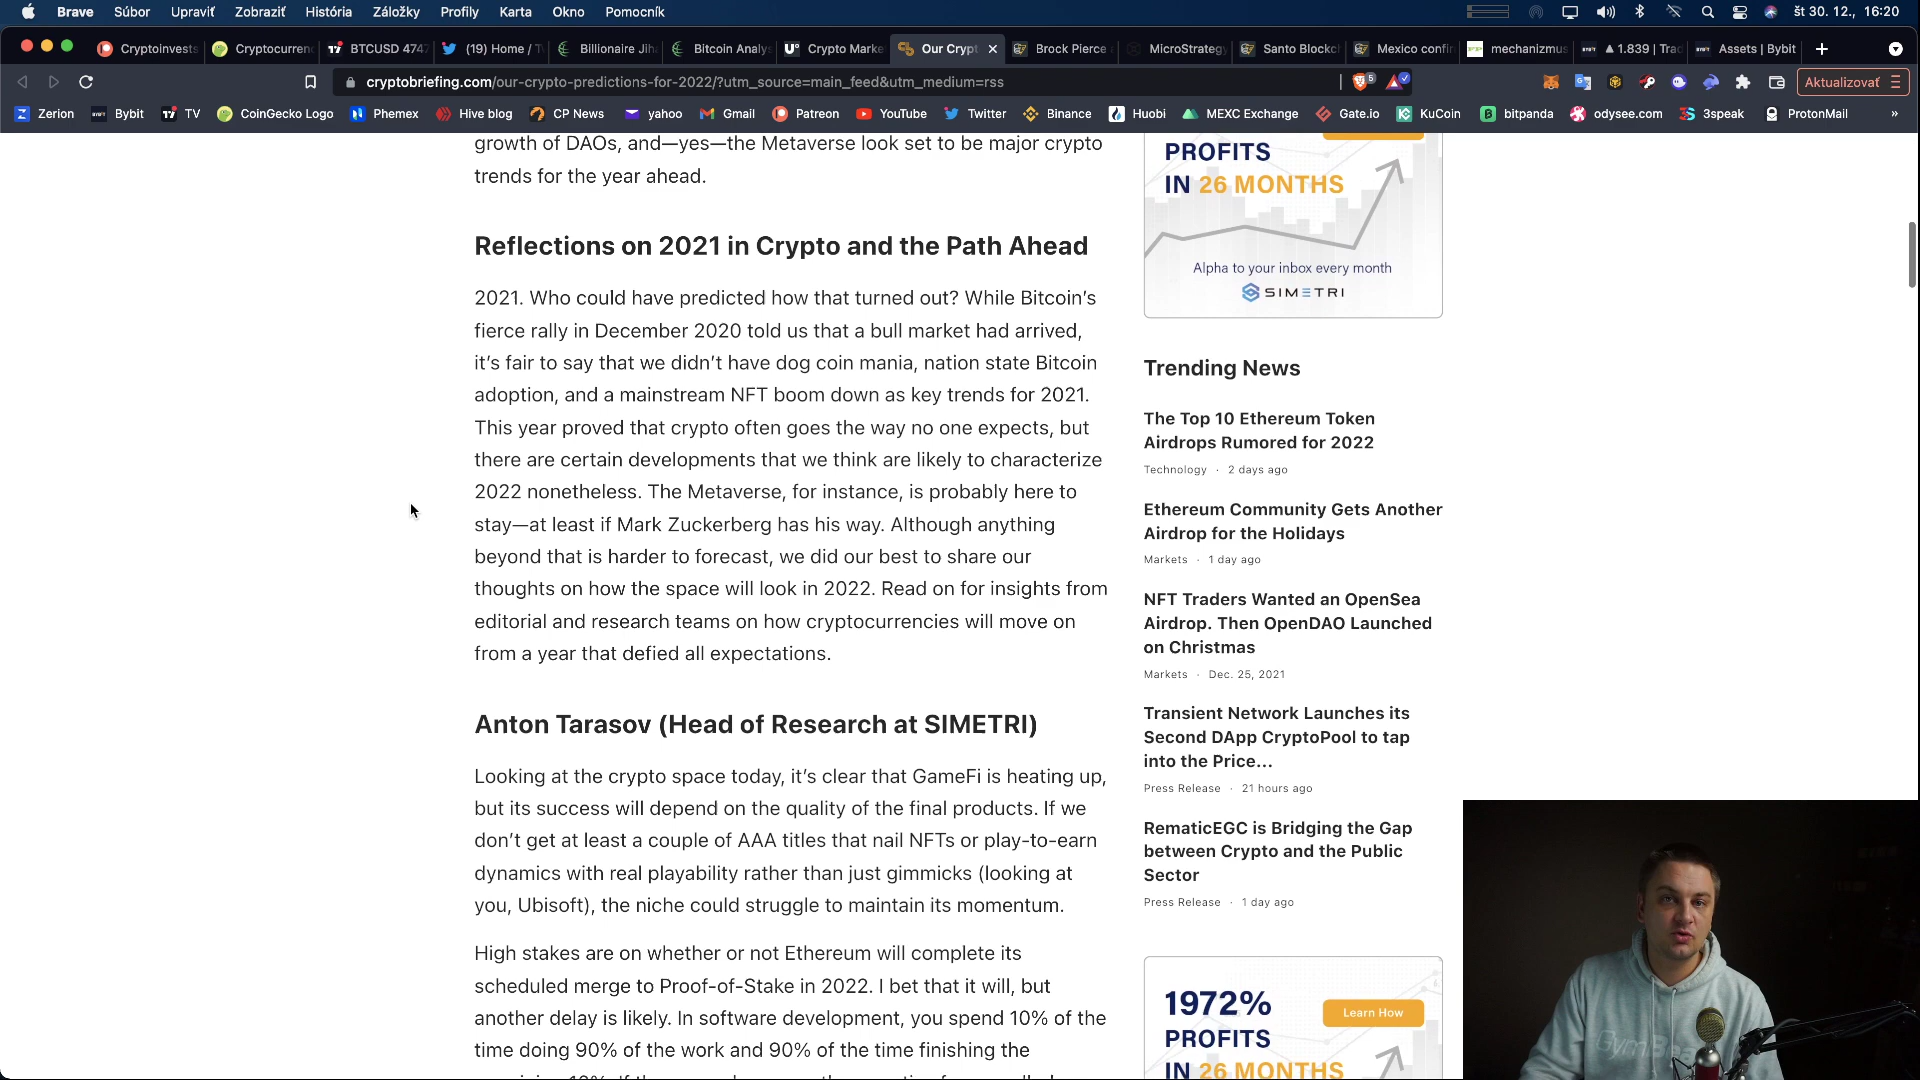 Brave Súbor Upraviť Zobraziť História Záložky Profily Karta Okno Pomocník št 30. 12., 16:20
Cryptoinvest Cryptocurren BTCUSD 474 (19) Home / T Billionaire Jih Bitcoin Analys Crypto Marke Our Crypt Brock Pierce MicroStrategy Santo Blockc Mexico confir mechanizmus ▲ 1.839 | Trad Assets | Bybit
cryptobriefing.com/our-crypto-predictions-for-2022/?utm_source=main_feed&utm_medium=rss 5 Aktualizovať
Zerion Bybit TV CoinGecko Logo Phemex Hive blog CP News yahoo Gmail Patreon YouTube Twitter Binance Huobi MEXC Exchange Gate.io KuCoin bitpanda odysee.com 3speak ProtonMail »
growth of DAOs, and—yes—the Metaverse look set to be major crypto
trends for the year ahead.
Reflections on 2021 in Crypto and the Path Ahead
2021. Who could have predicted how that turned out? While Bitcoin’s
fierce rally in December 2020 told us that a bull market had arrived,
it’s fair to say that we didn’t have dog coin mania, nation state Bitcoin
adoption, and a mainstream NFT boom down as key trends for 2021.
This year proved that crypto often goes the way no one expects, but
there are certain developments that we think are likely to characterize
2022 nonetheless. The Metaverse, for instance, is probably here to
stay—at least if Mark Zuckerberg has his way. Although anything
beyond that is harder to forecast, we did our best to share our
thoughts on how the space will look in 2022. Read on for insights from
editorial and research teams on how cryptocurrencies will move on
from a year that defied all expectations.
Anton Tarasov (Head of Research at SIMETRI)
Looking at the crypto space today, it’s clear that GameFi is heating up,
but its success will depend on the quality of the final products. If we
don’t get at least a couple of AAA titles that nail NFTs or play-to-earn
dynamics with real playability rather than just gimmicks (looking at
you, Ubisoft), the niche could struggle to maintain its momentum.
High stakes are on whether or not Ethereum will complete its
scheduled merge to Proof-of-Stake in 2022. I bet that it will, but
another delay is likely. In software development, you spend 10% of the
time doing 90% of the work and 90% of the time finishing the
PROFITS
IN 26 MONTHS
Alpha to your inbox every month
SIMETRI
Trending News
The Top 10 Ethereum Token
Airdrops Rumored for 2022
Technology · 2 days ago
Ethereum Community Gets Another
Airdrop for the Holidays
Markets · 1 day ago
NFT Traders Wanted an OpenSea
Airdrop. Then OpenDAO Launched
on Christmas
Markets · Dec. 25, 2021
Transient Network Launches its
Second DApp CryptoPool to tap
into the Price...
Press Release · 21 hours ago
RematicEGC is Bridging the Gap
between Crypto and the Public
Sector
Press Release · 1 day ago
1972%
PROFITS
IN 26 MONTHS
Learn How